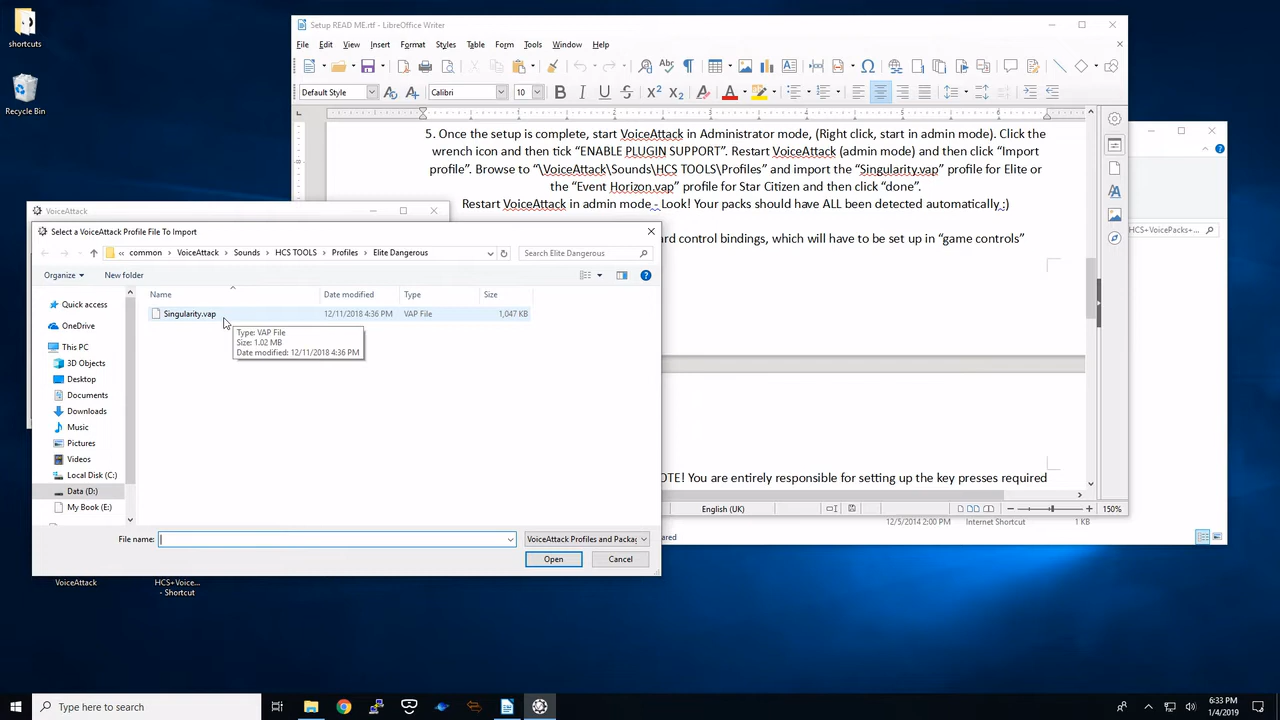 shortcuts
Recycle Bin
Setup READ ME.rtf - LibreOffice Writer
File Edit View Insert Format Styles Table Form Tools Window Help
Default Style
Calibri
10
5. Once the setup is complete, start VoiceAttack in Administrator mode, (Right click, start in admin mode). Click the
wrench icon and then tick “ENABLE PLUGIN SUPPORT”. Restart VoiceAttack (admin mode) and then click “Import
profile”. Browse to “\VoiceAttack\Sounds\HCS TOOLS\Profiles” and import the “Singularity.vap” profile for Elite or
the “Event Horizon.vap” profile for Star Citizen and then click “done”.
Restart VoiceAttack in admin mode - Look! Your packs should have ALL been detected automatically ;)
rd control bindings, which will have to be set up in “game controls”
OTE! You are entirely responsible for setting up the key presses required
English (UK)
150%
HCS+VoicePacks+...
12/5/2014 2:00 PM Internet Shortcut 1 KB
ared
VoiceAttack
Select a VoiceAttack Profile File To Import
« common > VoiceAttack > Sounds > HCS TOOLS > Profiles > Elite Dangerous
Search Elite Dangerous
Organize
New folder
Name Date modified Type Size
Singularity.vap 12/11/2018 4:36 PM VAP File 1,047 KB
Type: VAP File
Size: 1.02 MB
Date modified: 12/11/2018 4:36 PM
Quick access
OneDrive
This PC
3D Objects
Desktop
Documents
Downloads
Music
Pictures
Videos
Local Disk (C:)
Data (D:)
My Book (E:)
File name:
VoiceAttack Profiles and Packag
Open
Cancel
VoiceAttack
HCS+Voice...
- Shortcut
Type here to search
6:33 PM
1/4/2019